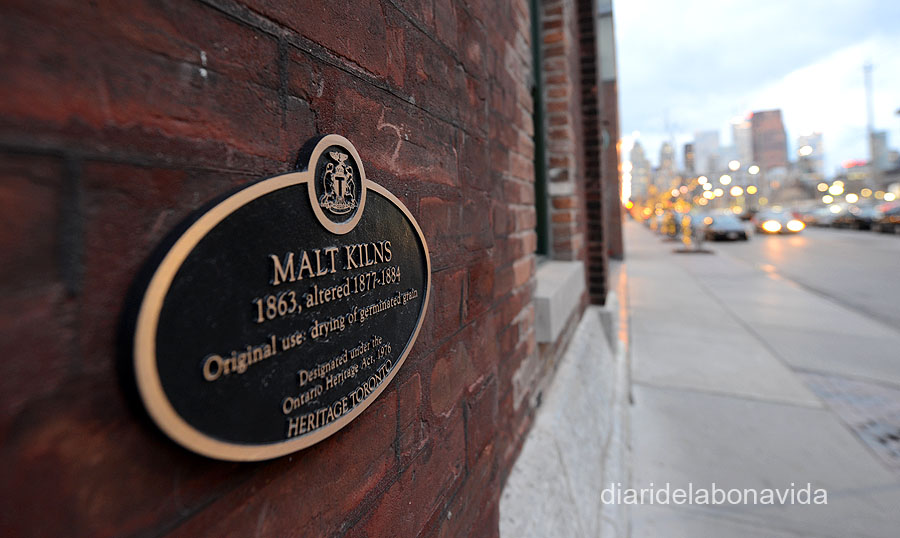 MALT KILNS
1863, altered 1877-1884
Original use: drying of germinated grain
Designated under the
Ontario Heritage Act, 1976
HERITAGE TORONTO
diaridelabonavida